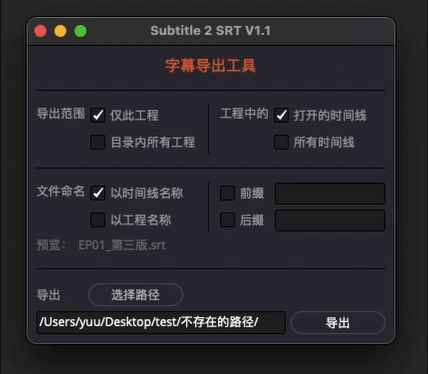 Subtitle 2 SRT V1.1
字幕导出工具
导出范围 仅此工程 工程中的 打开的时间线
目录内所有工程 所有时间线
文件命名 以时间线名称 前缀
以工程名称 后缀
预览： EP01_第三版.srt
导出 选择路径
/Users/yuu/Desktop/test/不存在的路径/ 导出